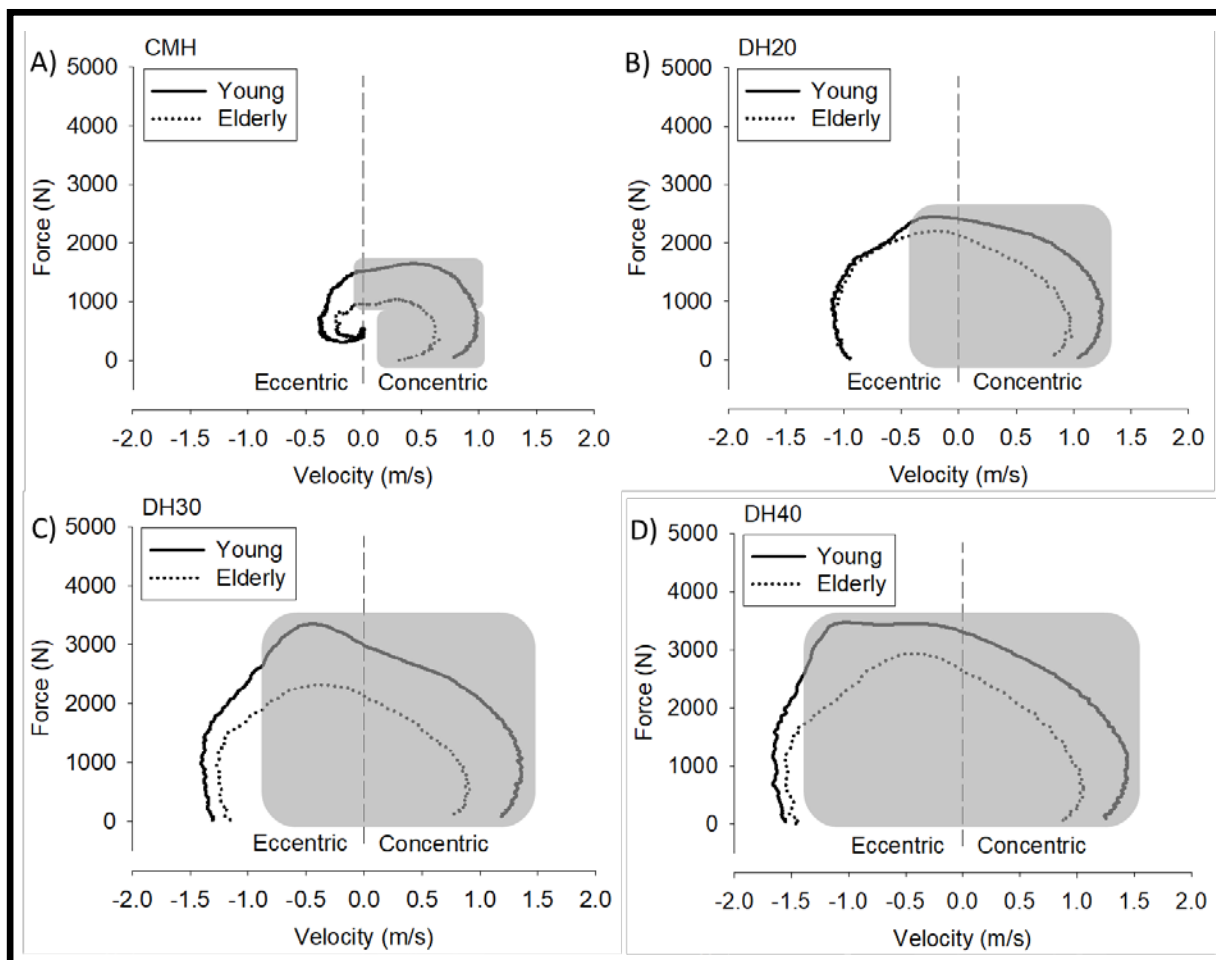 A)
CMH
Young
Elderly
5000
4000
3000
2000
1000
0
Force (N)
Eccentric
Concentric
-2.0 -1.5 -1.0 -0.5 0.0 0.5 1.0 1.5 2.0
Velocity (m/s)
B)
DH20
Young
Elderly
5000
4000
3000
2000
1000
0
Force (N)
Eccentric
Concentric
-2.0 -1.5 -1.0 -0.5 0.0 0.5 1.0 1.5 2.0
Velocity (m/s)
C)
DH30
Young
Elderly
5000
4000
3000
2000
1000
0
Force (N)
Eccentric
Concentric
-2.0 -1.5 -1.0 -0.5 0.0 0.5 1.0 1.5 2.0
Velocity (m/s)
D)
DH40
Young
Elderly
5000
4000
3000
2000
1000
0
Force (N)
Eccentric
Concentric
-2.0 -1.5 -1.0 -0.5 0.0 0.5 1.0 1.5 2.0
Velocity (m/s)